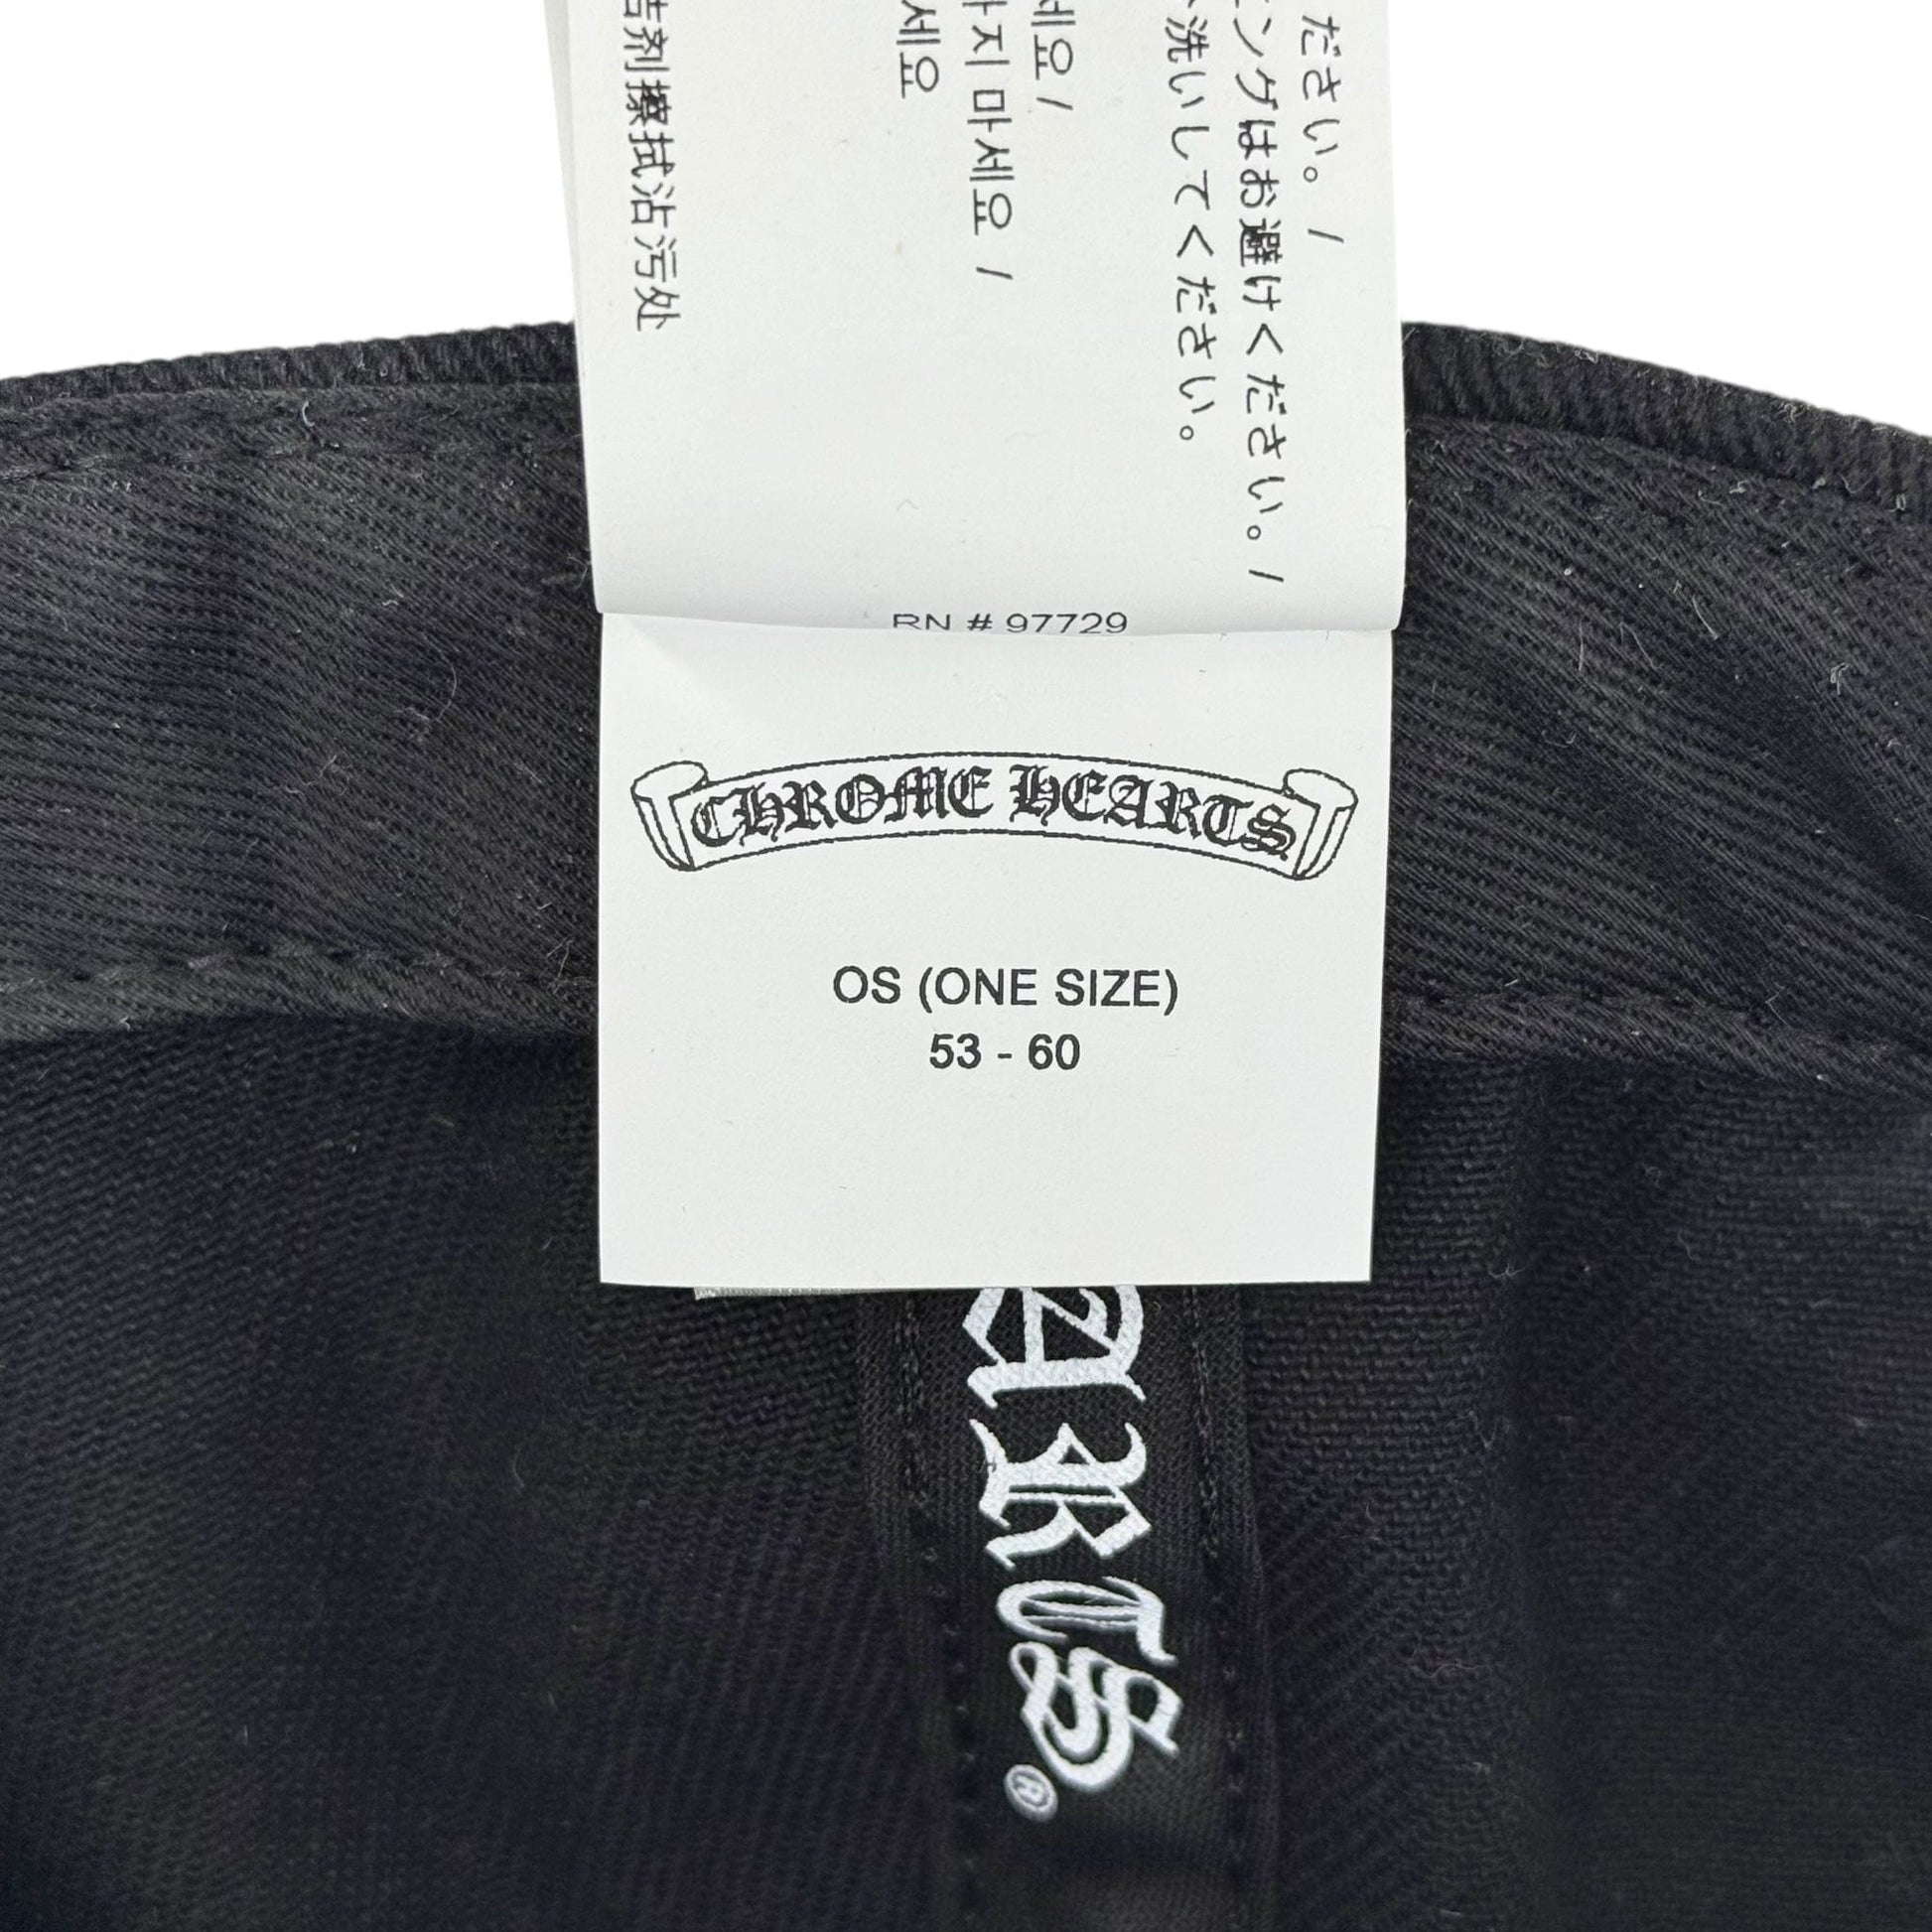 ださい。 /
ングはお避けください。 /
洗いしてください。
세요 /
지 마세요 /
세요
剂擦拭沾污处
RN # 97729
CHROME HEARTS
OS (ONE SIZE)
53 - 60
ARTS®